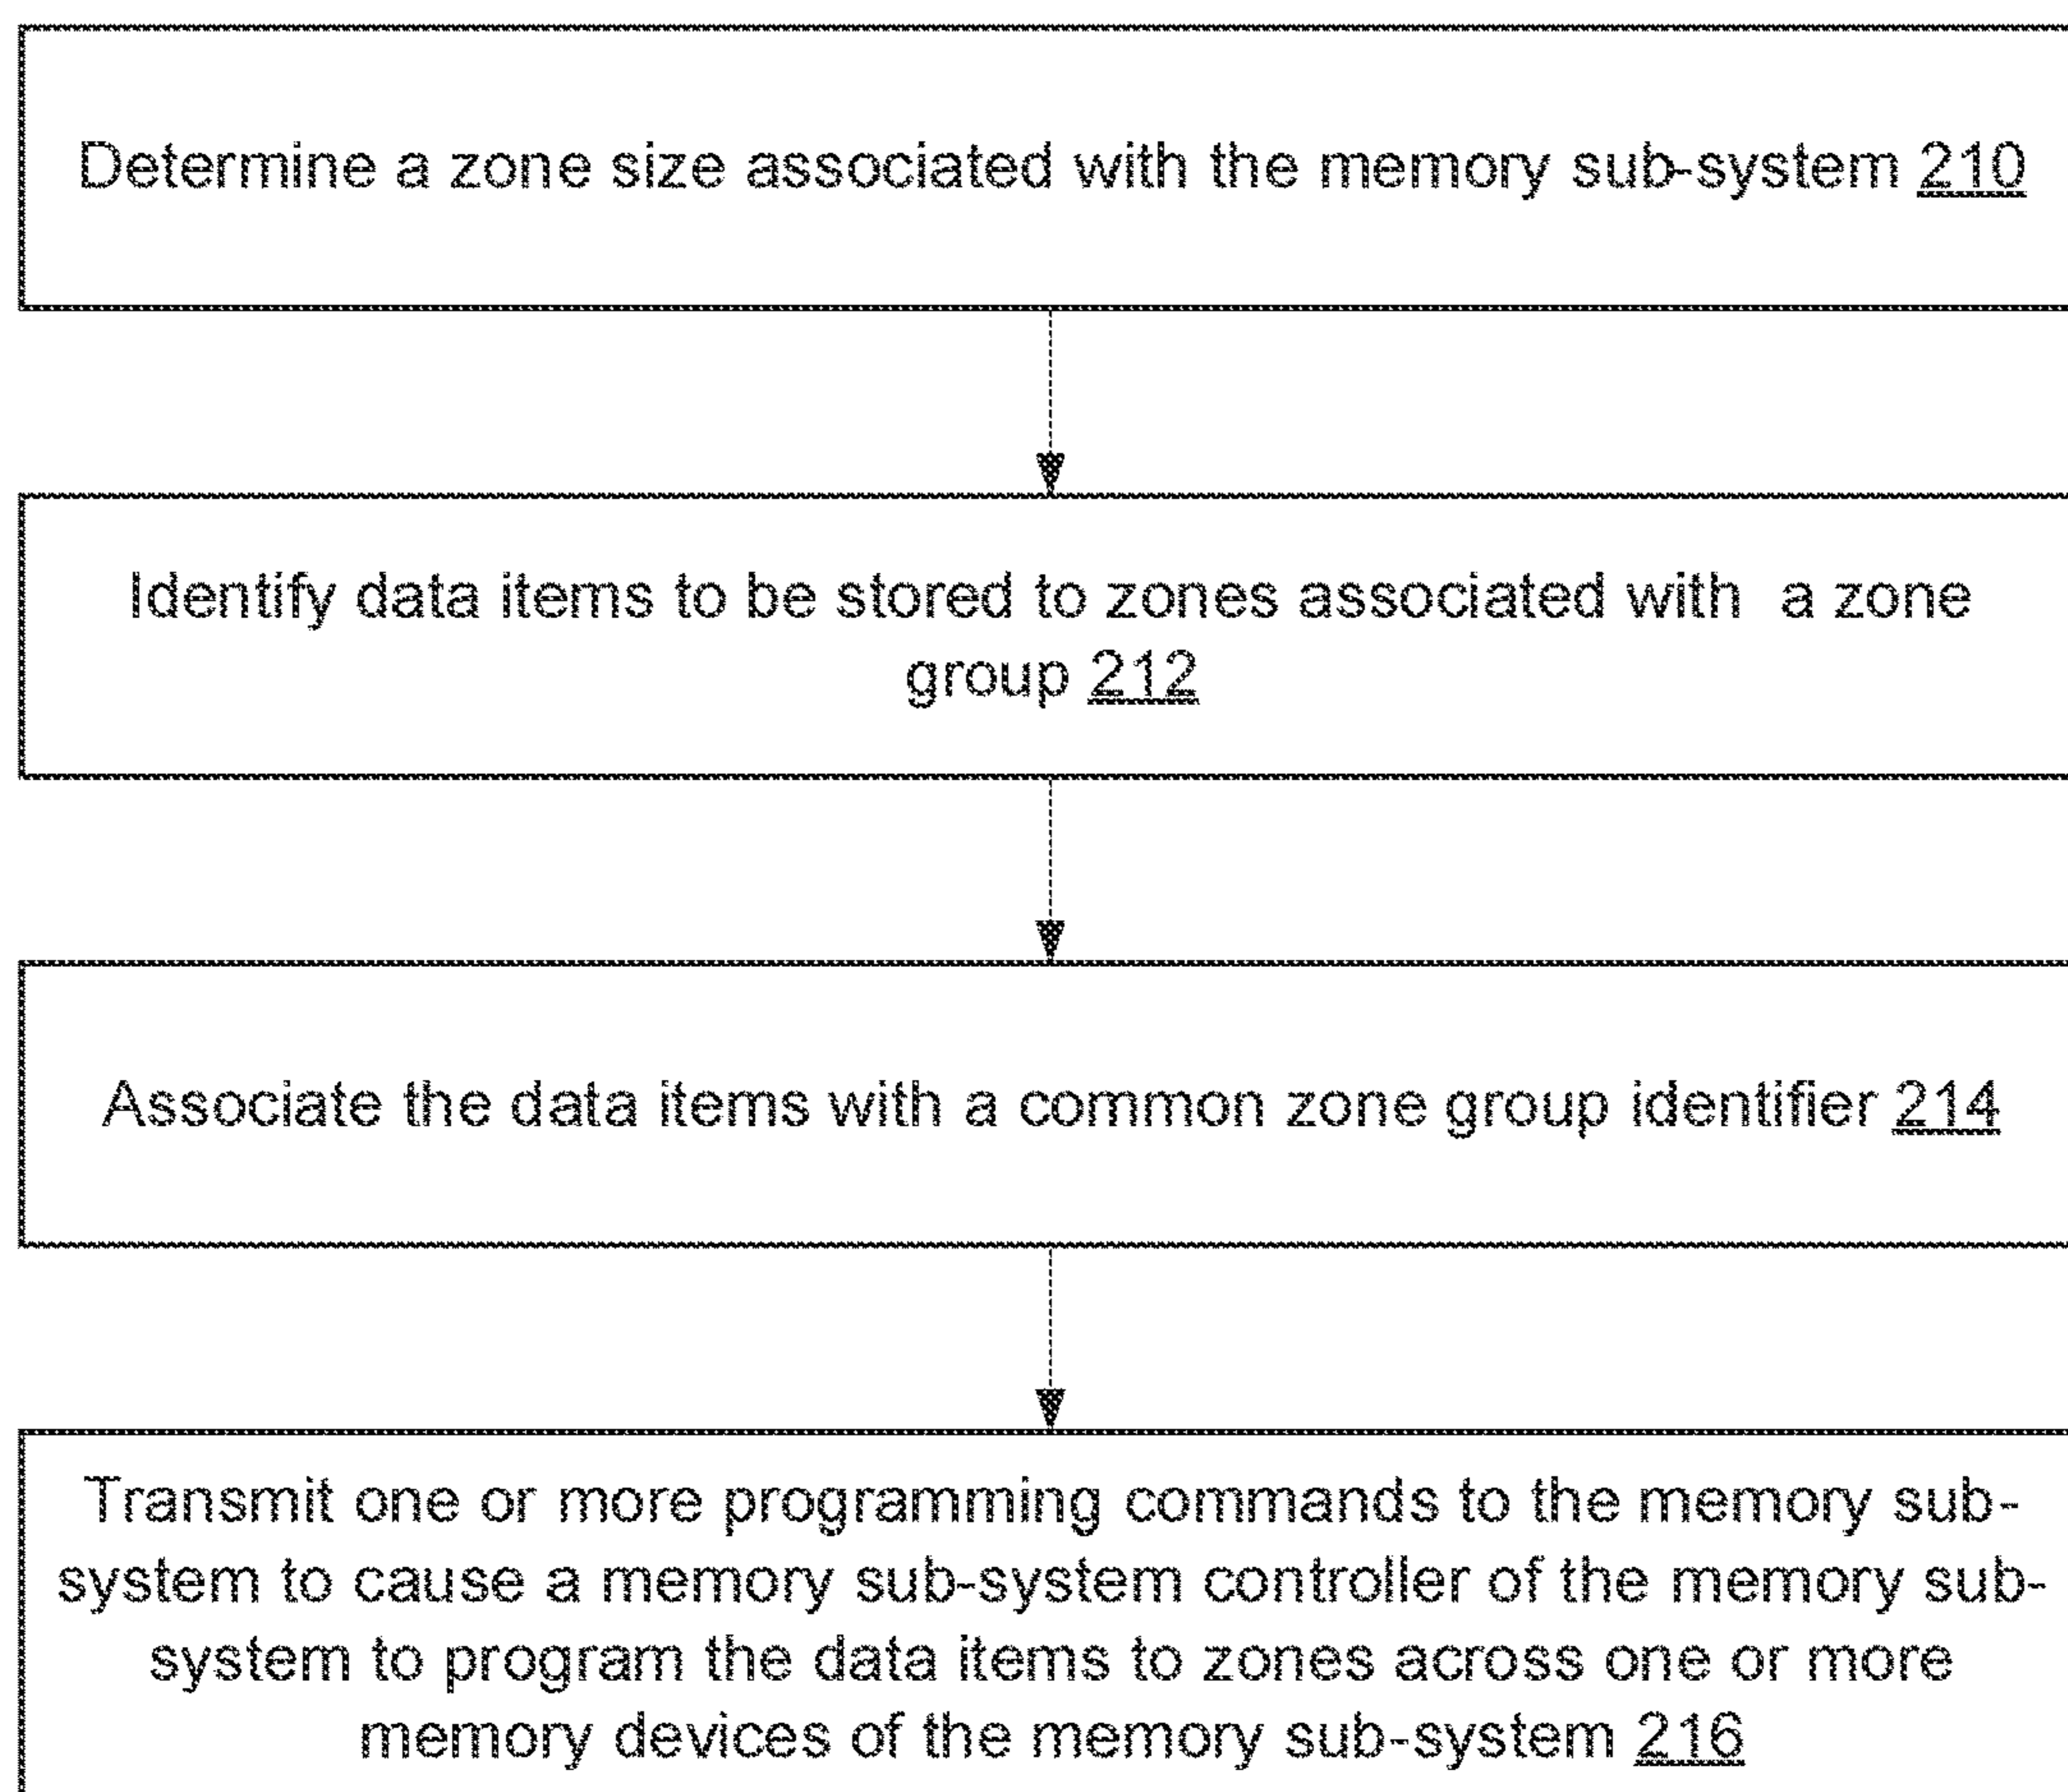 Determine a zone size associated with the memory sub-system 210
Identify data items to be stored to zones associated with a zone
group 212
Associate the data items with a common zone group identifier 214
Transmit one or more programming commands to the memory sub-
system to cause a memory sub-system controller of the memory sub-
system to program the data items to zones across one or more
memory devices of the memory sub-system 216